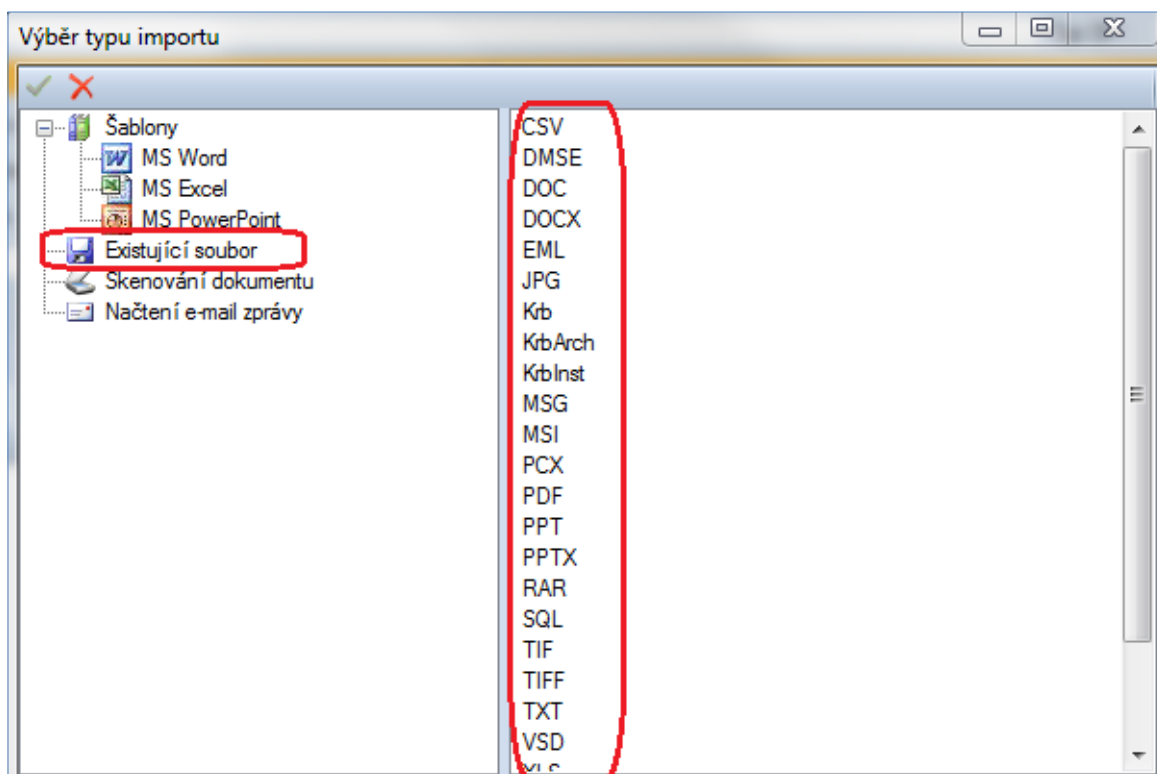 Výběr typu importu
Šablony
MS Word
MS Excel
MS PowerPoint
Existující soubor
Skenování dokumentu
Načtení e-mail zprávy
CSV
DMSE
DOC
DOCX
EML
JPG
Krb
KrbArch
KrbInst
MSG
MSI
PCX
PDF
PPT
PPTX
RAR
SQL
TIF
TIFF
TXT
VSD
XLS